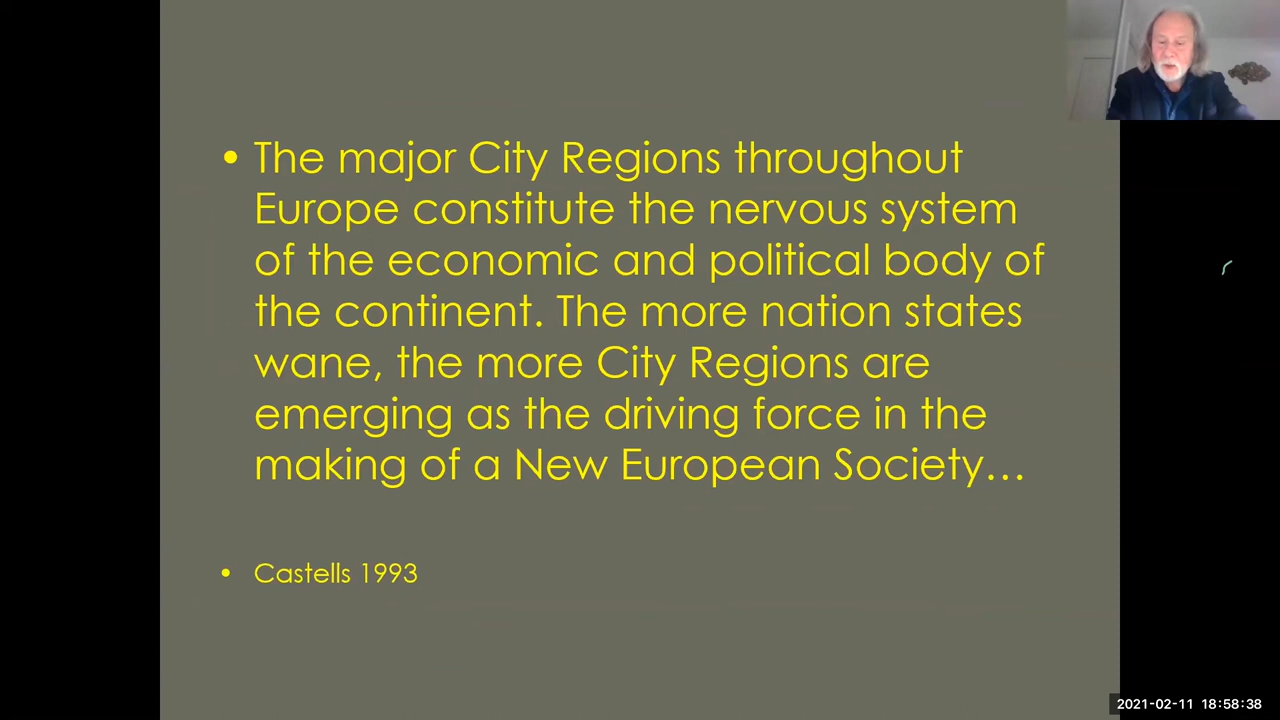 • The major City Regions throughout
Europe constitute the nervous system
of the economic and political body of
the continent. The more nation states
wane, the more City Regions are
emerging as the driving force in the
making of a New European Society…
• Castells 1993
2021-02-11 18:58:38